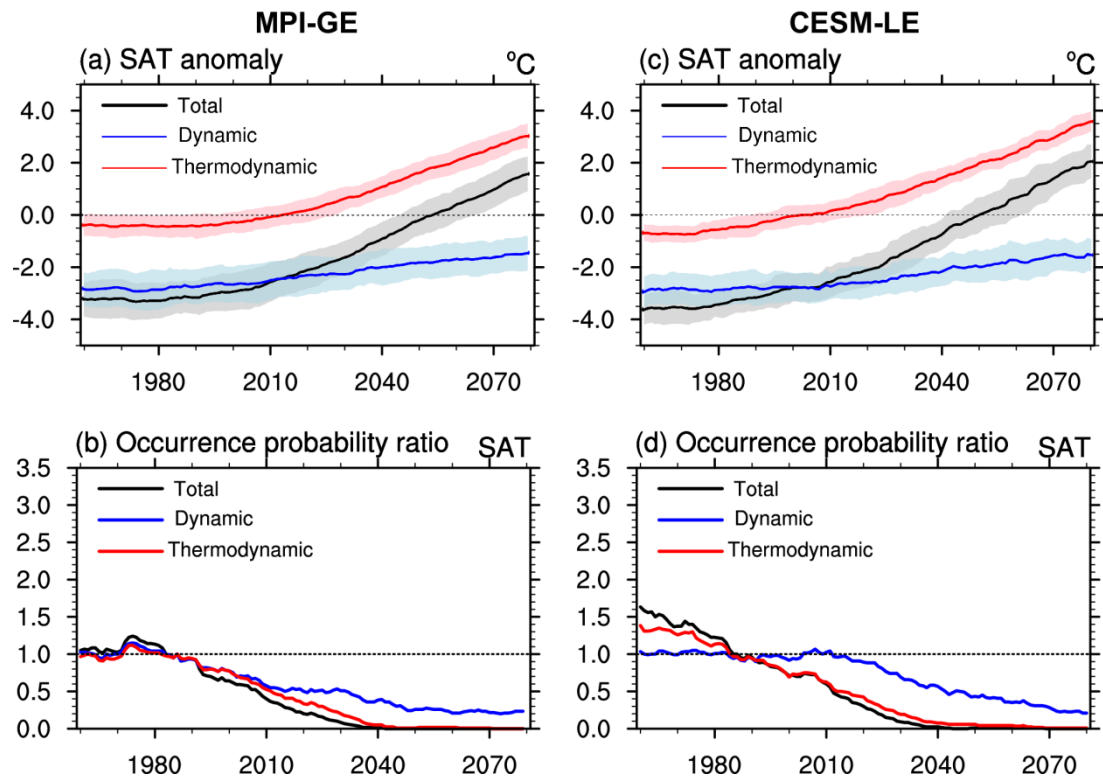 MPI-GE
CESM-LE
(a) SAT anomaly
ºC
4.0
2.0
0.0
-2.0
-4.0
Total
Dynamic
Thermodynamic
1980
2010
2040
2070
(c) SAT anomaly
ºC
4.0
2.0
0.0
-2.0
-4.0
Total
Dynamic
Thermodynamic
1980
2010
2040
2070
(b) Occurrence probability ratio
SAT
3.5
3.0
2.5
2.0
1.5
1.0
0.5
0.0
Total
Dynamic
Thermodynamic
1980
2010
2040
2070
(d) Occurrence probability ratio
SAT
3.5
3.0
2.5
2.0
1.5
1.0
0.5
0.0
Total
Dynamic
Thermodynamic
1980
2010
2040
2070